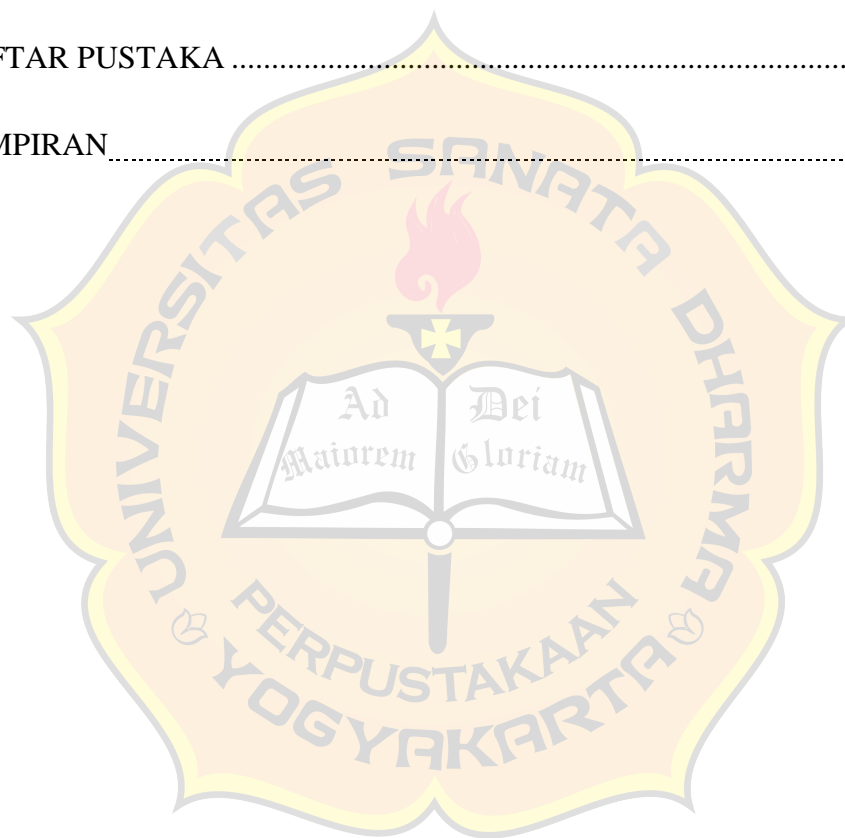 FTAR PUSTAKA ................................................................................
MPIRAN
UNIVERSITAS SANATA DHARMA
Ad Dei
Maiorem Gloriam
PERPUSTAKAAN
YOGYAKARTA